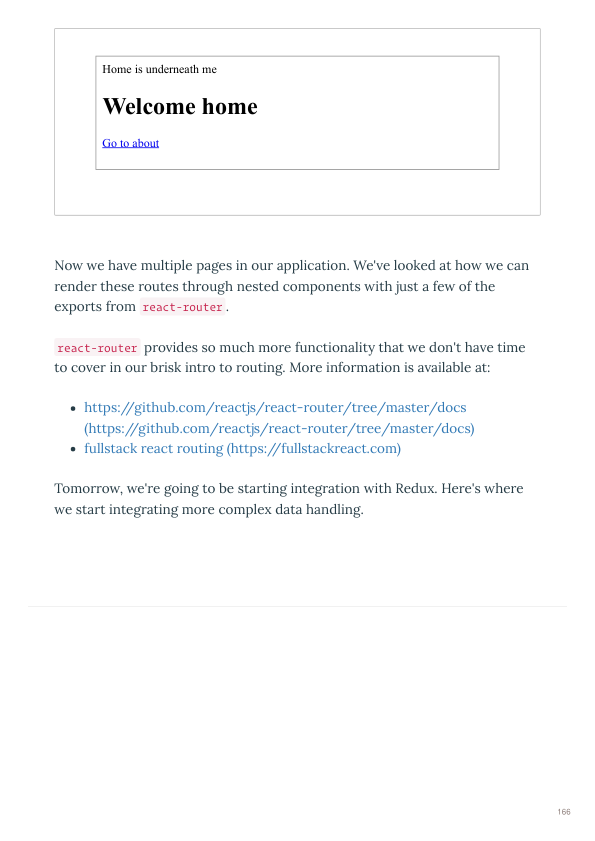 Home is underneath me
Welcome home
Go to about
Now we have multiple pages in our application. We've looked at how we can
render these routes through nested components with just a few of the
exports from react-router.
react-router provides so much more functionality that we don't have time
to cover in our brisk intro to routing. More information is available at:
• https://github.com/reactjs/react-router/tree/master/docs
(https://github.com/reactjs/react-router/tree/master/docs)
• fullstack react routing (https://fullstackreact.com)
Tomorrow, we're going to be starting integration with Redux. Here's where
we start integrating more complex data handling.
166